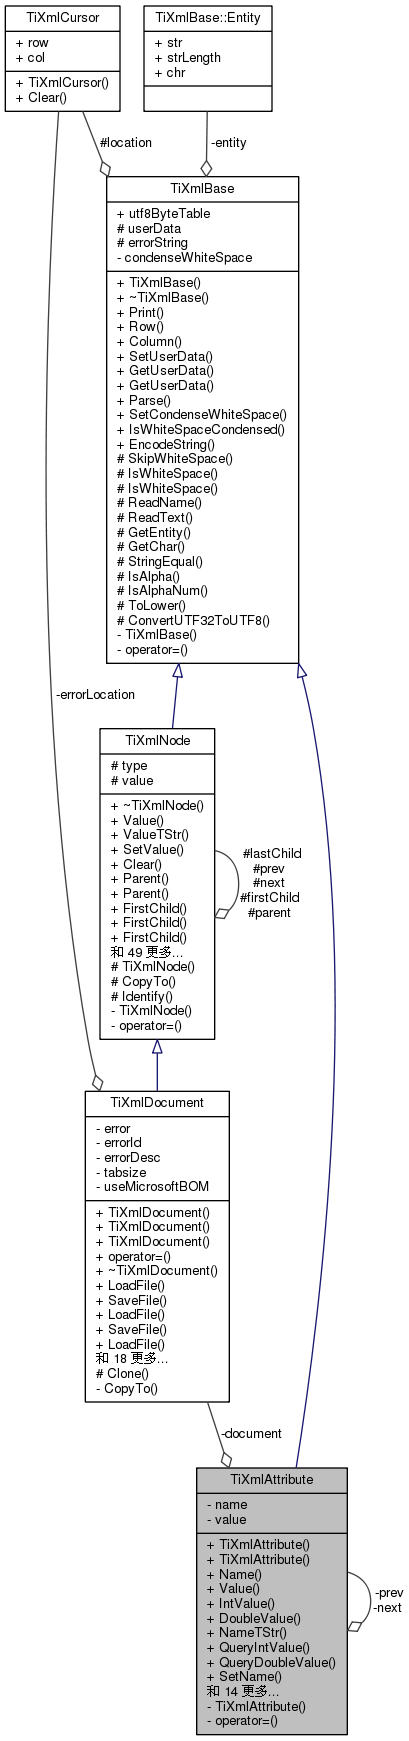 TiXmlCursor
+ row
+ col
+ TiXmlCursor()
+ Clear()
TiXmlBase::Entity
+ str
+ strLength
+ chr
#location
-entity
TiXmlBase
+ utf8ByteTable
# userData
# errorString
- condenseWhiteSpace
+ TiXmlBase()
+ ~TiXmlBase()
+ Print()
+ Row()
+ Column()
+ SetUserData()
+ GetUserData()
+ GetUserData()
+ Parse()
+ SetCondenseWhiteSpace()
+ IsWhiteSpaceCondensed()
+ EncodeString()
# SkipWhiteSpace()
# IsWhiteSpace()
# IsWhiteSpace()
# ReadName()
# ReadText()
# GetEntity()
# GetChar()
# StringEqual()
# IsAlpha()
# IsAlphaNum()
# ToLower()
# ConvertUTF32ToUTF8()
- TiXmlBase()
- operator=()
-errorLocation
TiXmlNode
# type
# value
+ ~TiXmlNode()
+ Value()
+ ValueTStr()
+ SetValue()
+ Clear()
+ Parent()
+ Parent()
+ FirstChild()
+ FirstChild()
+ FirstChild()
和 49 更多...
# TiXmlNode()
# CopyTo()
# Identify()
- TiXmlNode()
- operator=()
#lastChild
#prev
#next
#firstChild
#parent
TiXmlDocument
- error
- errorId
- errorDesc
- tabsize
- useMicrosoftBOM
+ TiXmlDocument()
+ TiXmlDocument()
+ TiXmlDocument()
+ operator=()
+ ~TiXmlDocument()
+ LoadFile()
+ SaveFile()
+ LoadFile()
+ SaveFile()
+ LoadFile()
和 18 更多...
# Clone()
- CopyTo()
-document
TiXmlAttribute
- name
- value
+ TiXmlAttribute()
+ TiXmlAttribute()
+ Name()
+ Value()
+ IntValue()
+ DoubleValue()
+ NameTStr()
+ QueryIntValue()
+ QueryDoubleValue()
+ SetName()
和 14 更多...
- TiXmlAttribute()
- operator=()
-prev
-next